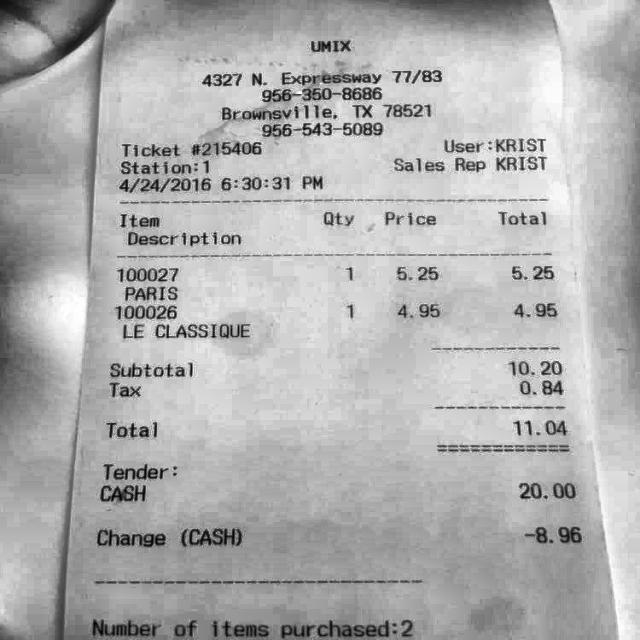 UMIX
4327 N. Expressway 77/83
956-350-8686
Brownsville, TX 78521
956-543-5089
Ticket #215406 User:KRIST
Station:1 Sales Rep KRIST
4/24/2016 6:30:31 PM
Item Qty Price Total
Description
100027 1 5.25 5.25
PARIS
100026 1 4.95 4.95
LE CLASSIQUE
Subtotal 10.20
Tax 0.84
Total 11.04
Tender:
CASH 20.00
Change (CASH) -8.96
Number of items purchased:2